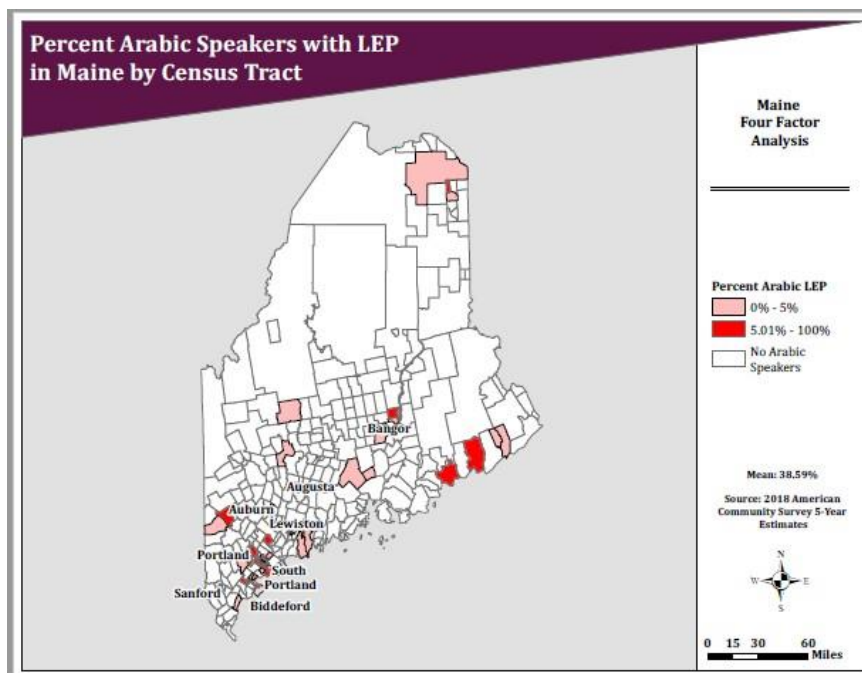 Percent Arabic Speakers with LEP
in Maine by Census Tract
Maine
Four Factor
Analysis
Percent Arabic LEP
0% - 5%
5.01% - 100%
No Arabic
Speakers
Bangor
Augusta
Auburn
Lewiston
Portland
South
Portland
Sanford
Biddeford
Mean: 38.59%
Source: 2018 American
Community Survey 5-Year
Estimates
N
W E
S
0 15 30 60
Miles